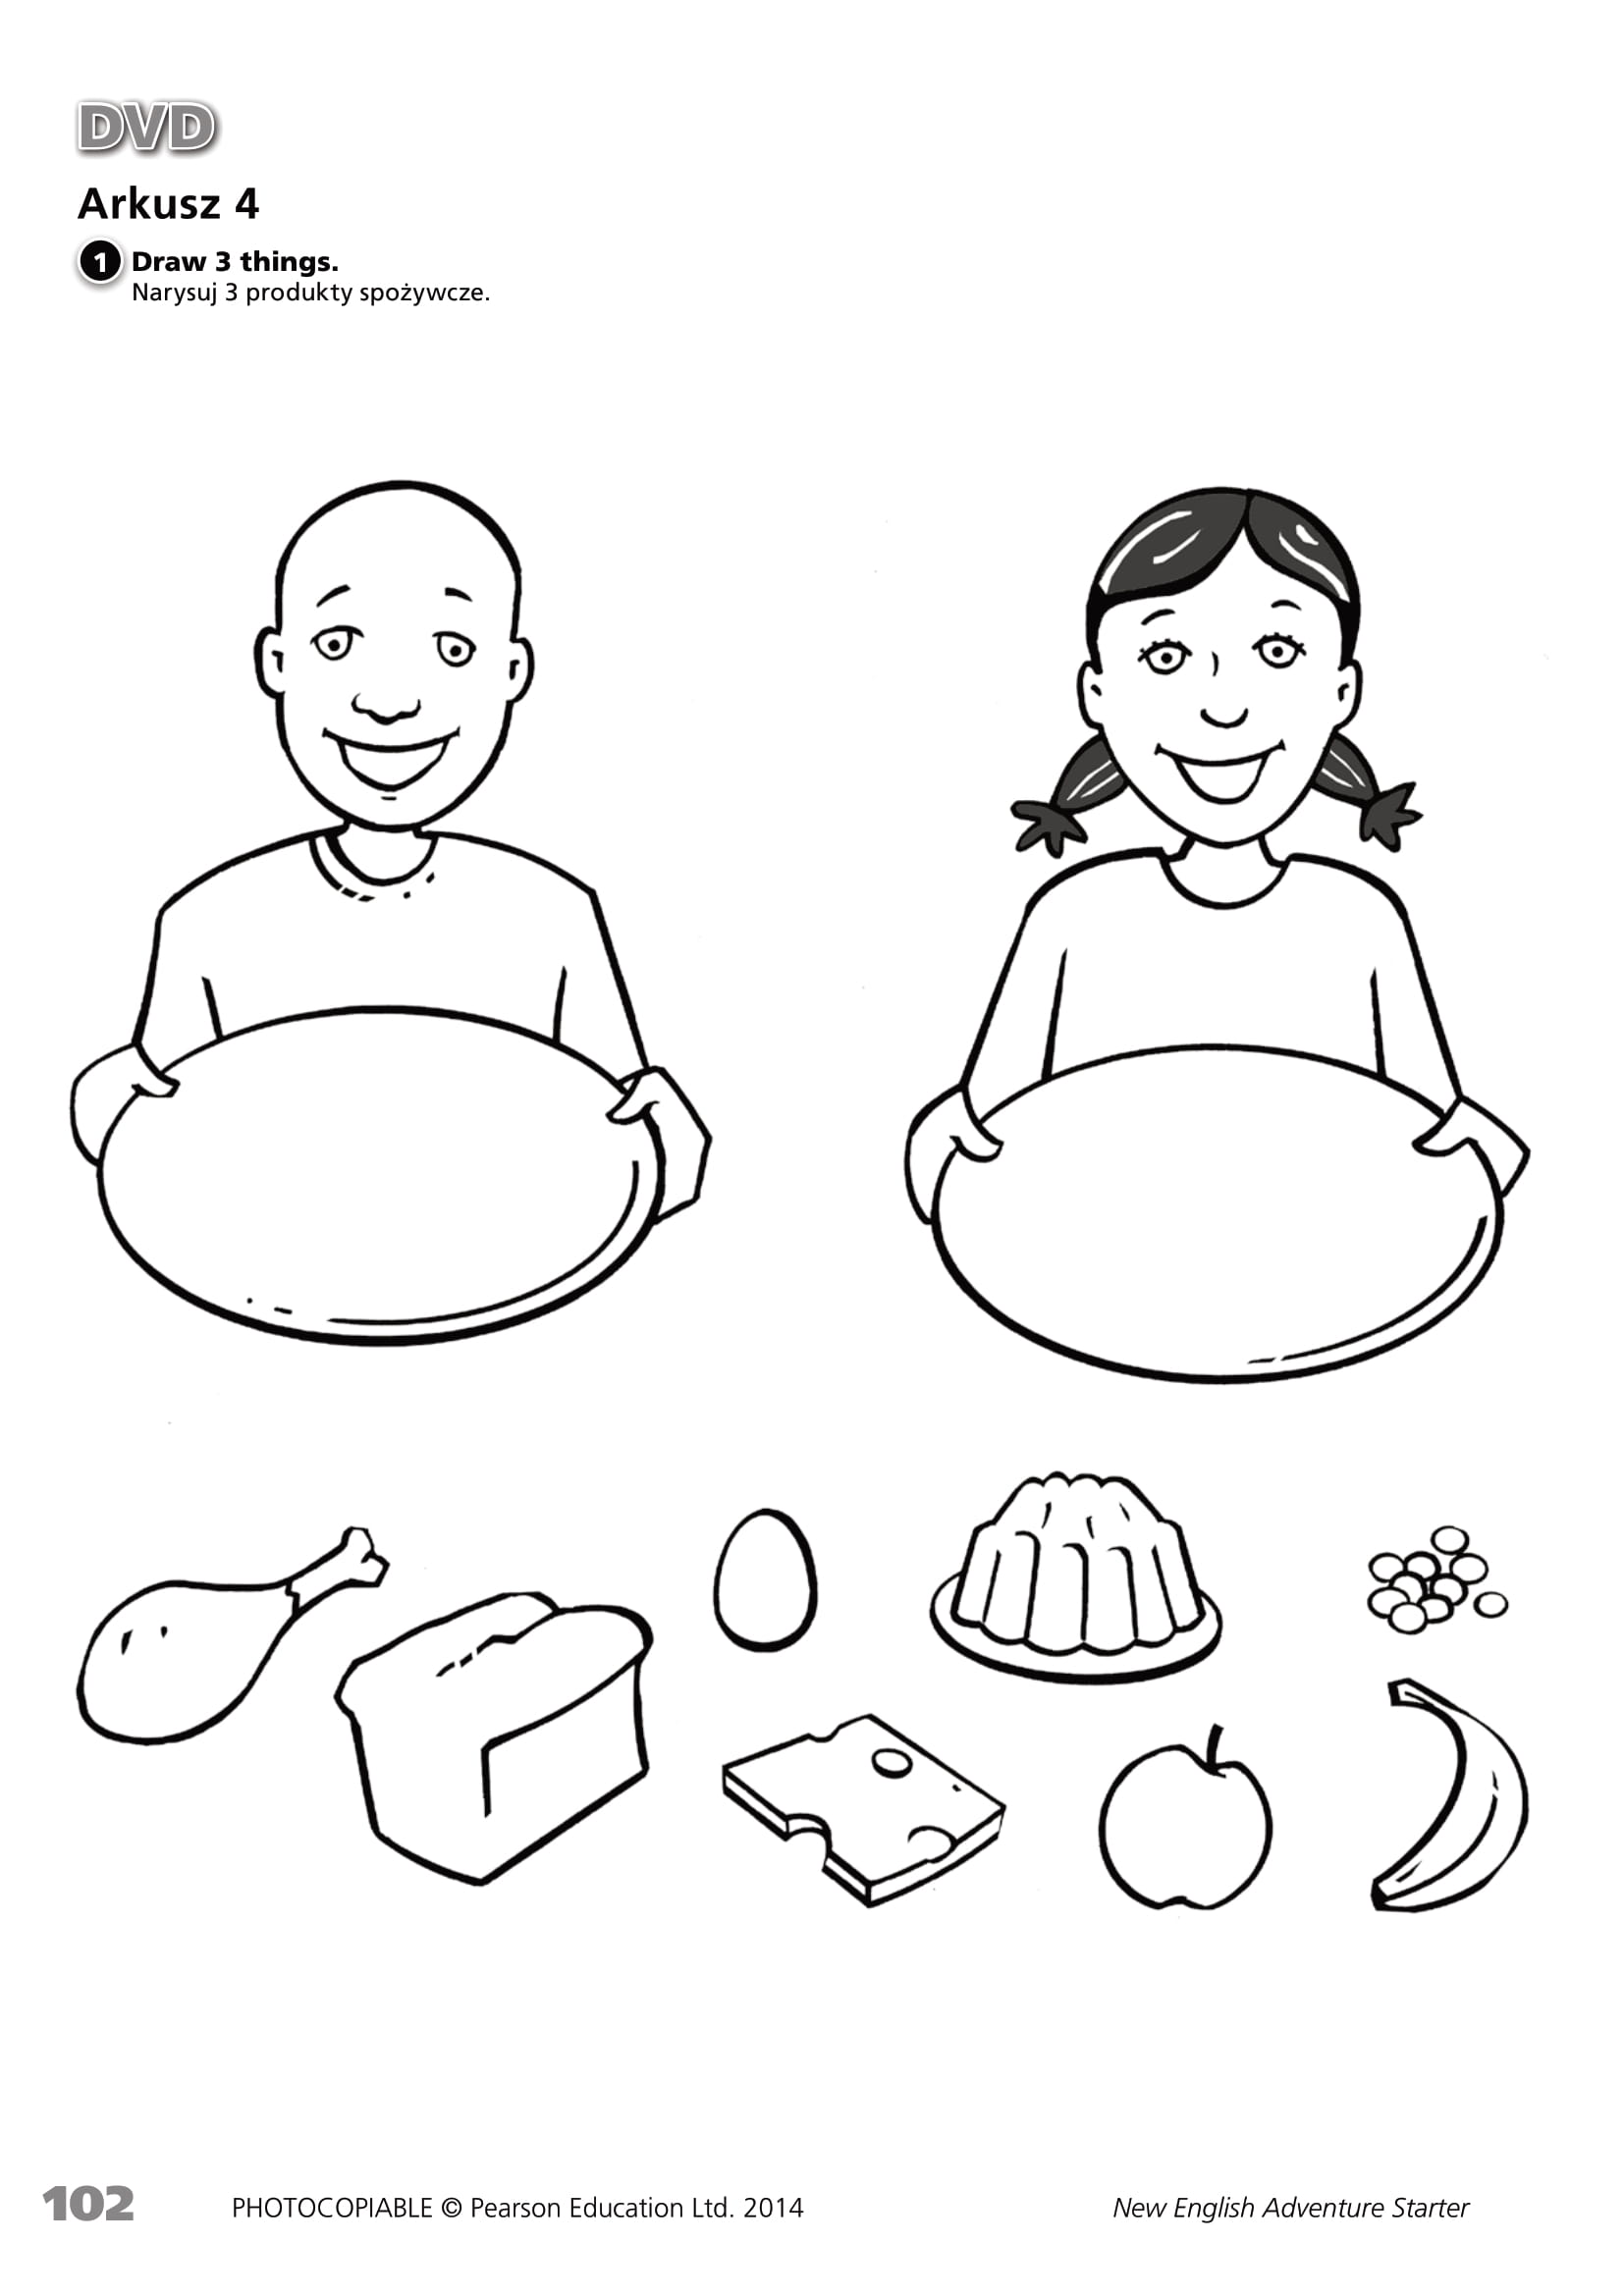 DVD
Arkusz 4
1 Draw 3 things.
Narysuj 3 produkty spożywcze.
102 PHOTOCOPIABLE © Pearson Education Ltd. 2014 New English Adventure Starter